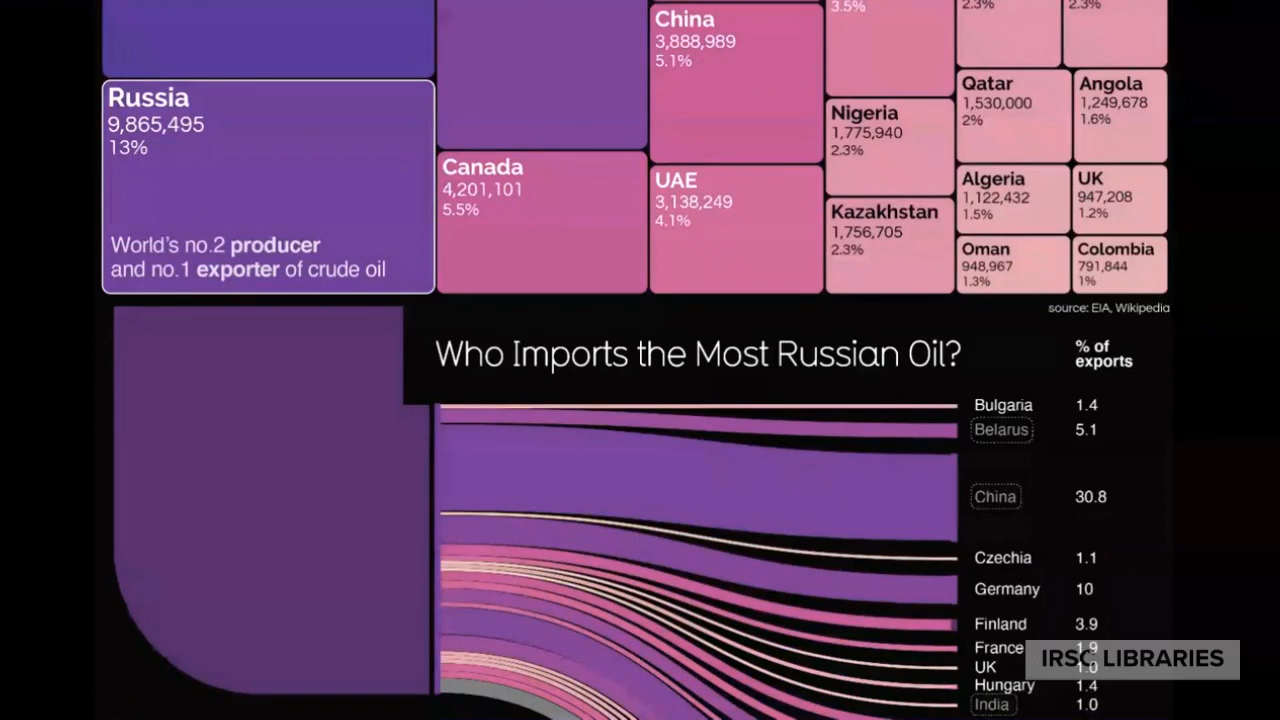 3.5%
2.3%
2.3%
China
3,888,989
5.1%
Russia
9,865,495
13%
World's no.2 producer
and no.1 exporter of crude oil
Canada
4,201,101
5.5%
UAE
3,138,249
4.1%
Nigeria
1,775,940
2.3%
Kazakhstan
1,756,705
2.3%
Qatar
1,530,000
2%
Angola
1,249,678
1.6%
Algeria
1,122,432
1.5%
UK
947,208
1.2%
Oman
948,967
1.3%
Colombia
791,844
1%
source: EIA, Wikipedia
Who Imports the Most Russian Oil?
% of
exports
Bulgaria 1.4
Belarus 5.1
China 30.8
Czechia 1.1
Germany 10
Finland 3.9
France 1.9
UK 1.0
Hungary 1.4
India 1.0
IRSC LIBRARIES